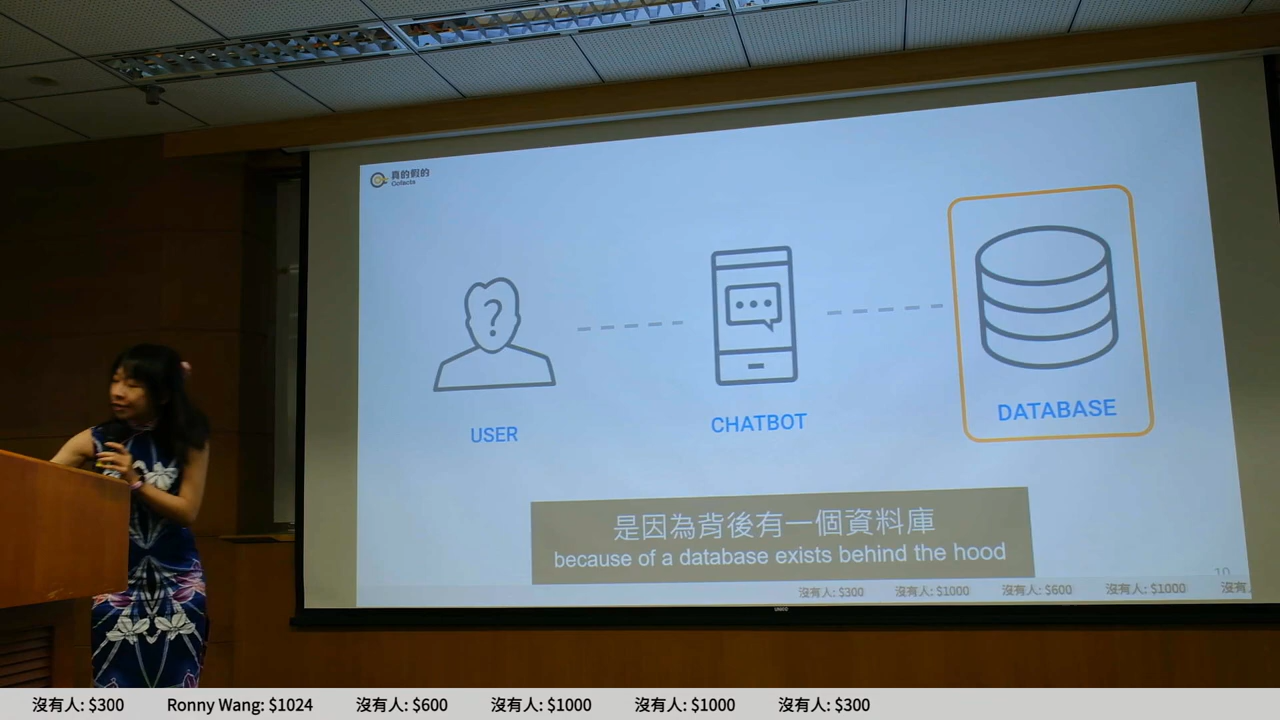 真的假的
Cofacts
USER
CHATBOT
DATABASE
是因為背後有一個資料庫
because of a database exists behind the hood
10
沒有人: $300 沒有人: $1000 沒有人: $600 沒有人: $1000 沒有
沒有人: $300 Ronny Wang: $1024 沒有人: $600 沒有人: $1000 沒有人: $1000 沒有人: $300